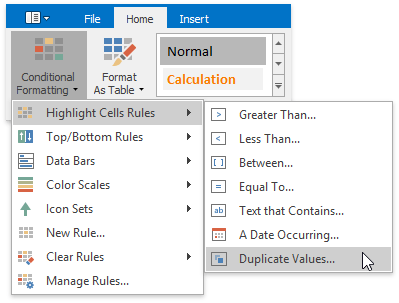 File Home Insert
Conditional Formatting
Format As Table
Normal
Calculation
Highlight Cells Rules
Top/Bottom Rules
Data Bars
Color Scales
Icon Sets
New Rule...
Clear Rules
Manage Rules...
Greater Than...
Less Than...
Between...
Equal To...
ab Text that Contains...
A Date Occurring...
Duplicate Values...